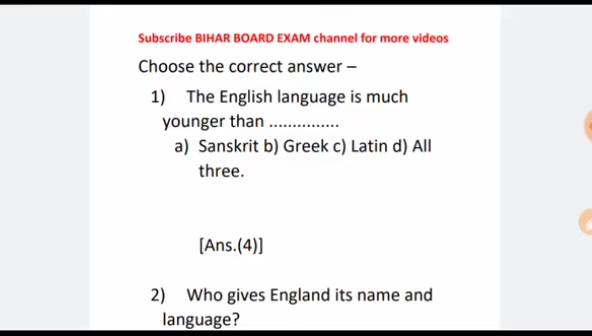 Subscribe BIHAR BOARD EXAM channel for more videos
Choose the correct answer –
1) The English language is much
younger than ...............
a) Sanskrit b) Greek c) Latin d) All
three.
[Ans.(4)]
2) Who gives England its name and
language?